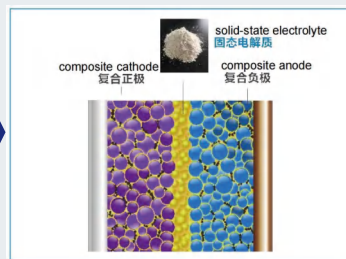 solid-state electrolyte
固态电解质
composite cathode
复合正极
composite anode
复合负极